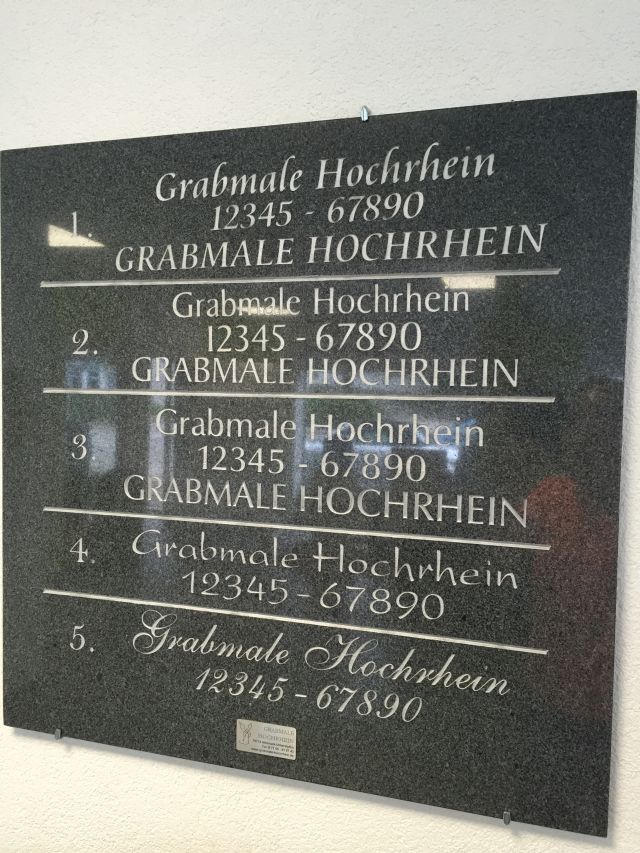 Grabmale Hochrhein
1. 12345 - 67890
GRABMALE HOCHRHEIN
Grabmale Hochrhein
2. 12345 - 67890
GRABMALE HOCHRHEIN
Grabmale Hochrhein
3. 12345 - 67890
GRABMALE HOCHRHEIN
4. Grabmale Hochrhein
12345 - 67890
5. Grabmale Hochrhein
12345 - 67890
GRABMALE
HOCHRHEIN